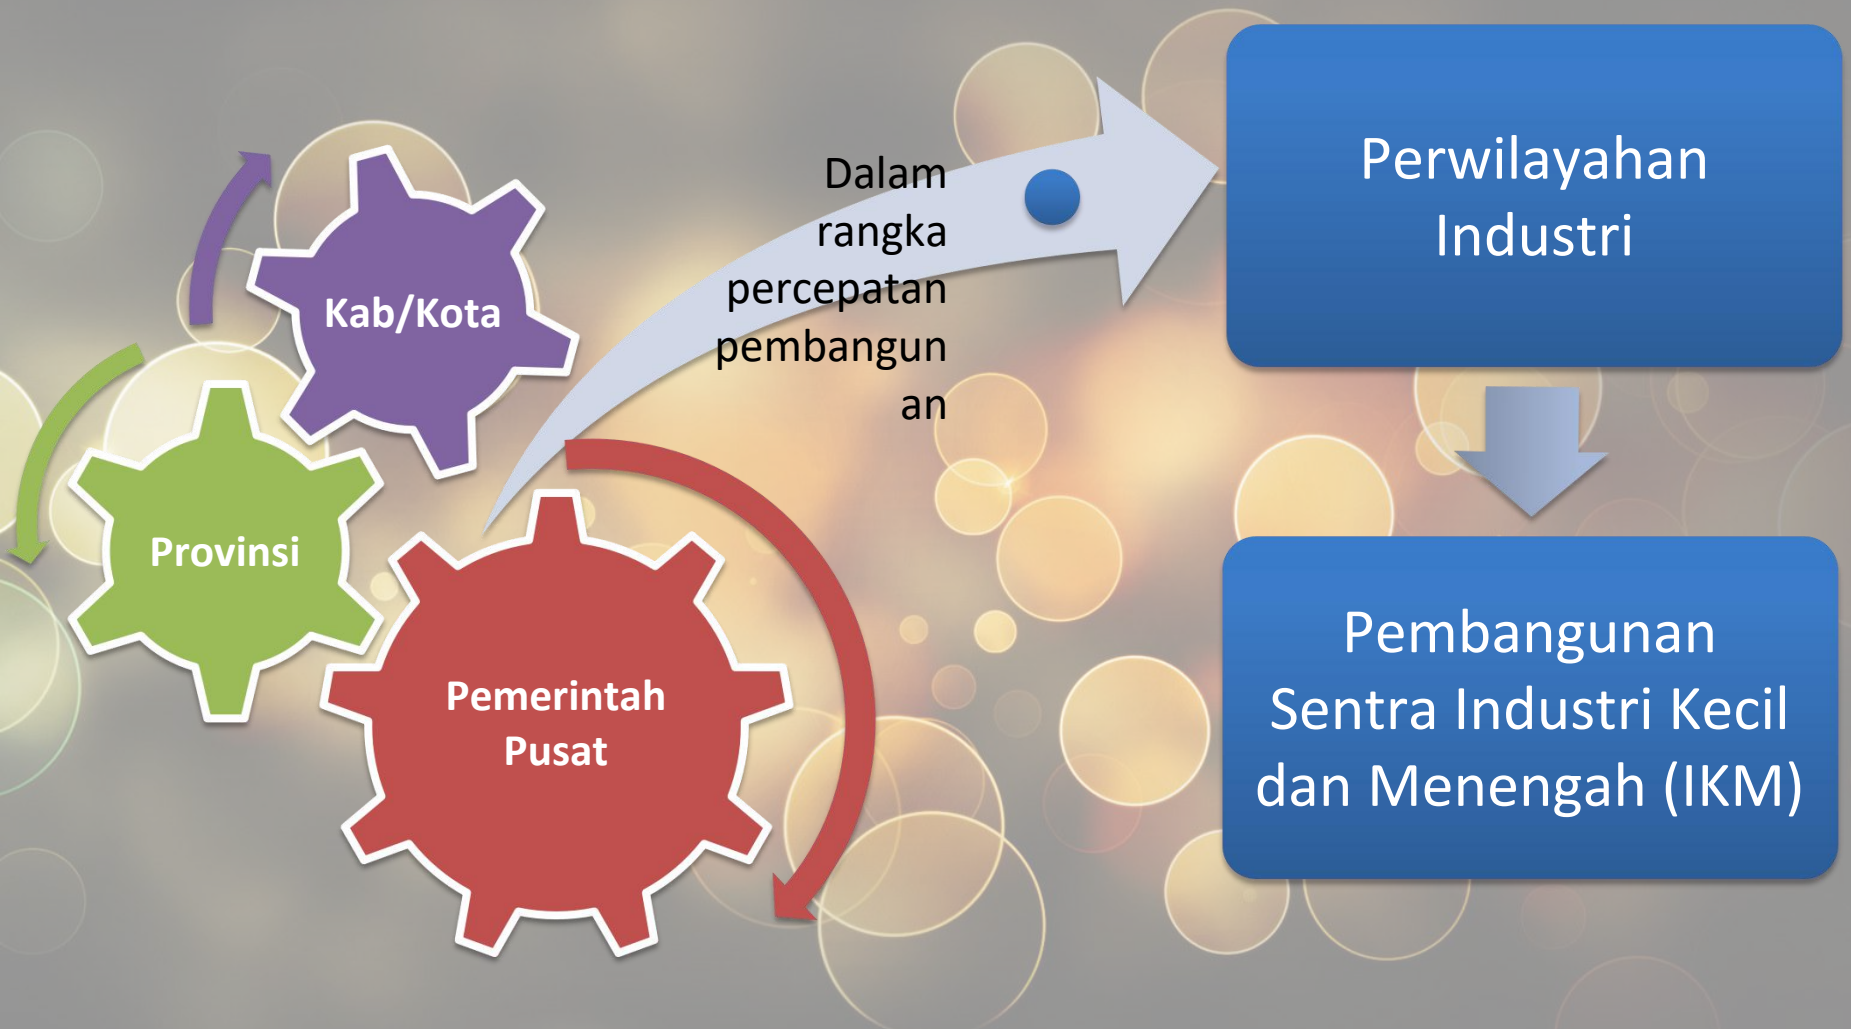 Kab/Kota
Provinsi
Pemerintah
Pusat
Dalam
rangka
percepatan
pembangun
an
Perwilayahan
Industri
Pembangunan
Sentra Industri Kecil
dan Menengah (IKM)